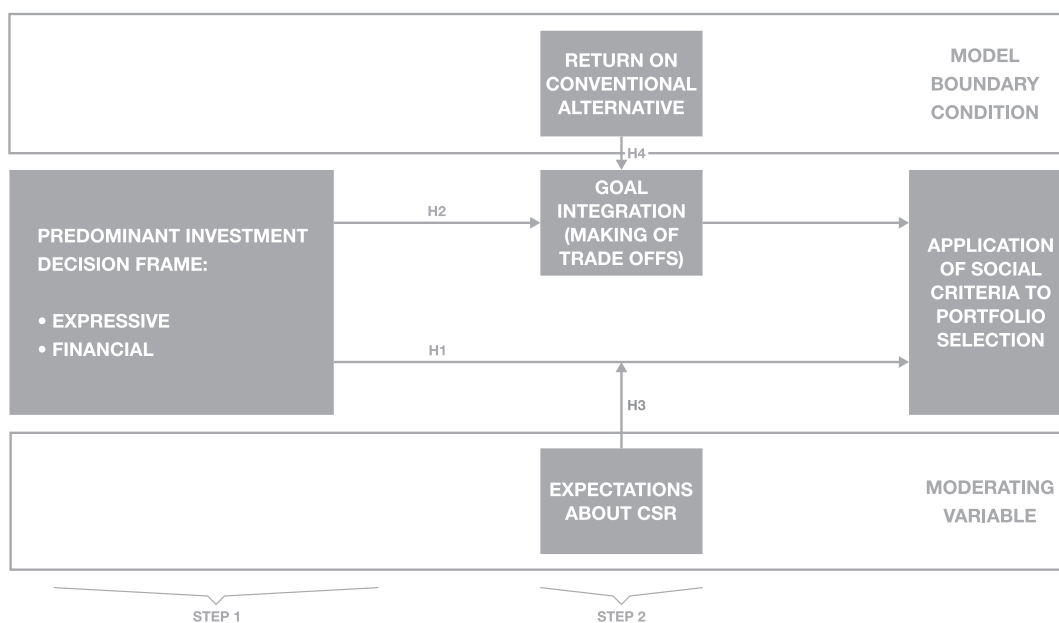 RETURN ON
CONVENTIONAL
ALTERNATIVE
MODEL
BOUNDARY
CONDITION
H4
PREDOMINANT INVESTMENT
DECISION FRAME:
• EXPRESSIVE
• FINANCIAL
H2
GOAL
INTEGRATION
(MAKING OF
TRADE OFFS)
H1
APPLICATION
OF SOCIAL
CRITERIA TO
PORTFOLIO
SELECTION
H3
EXPECTATIONS
ABOUT CSR
MODERATING
VARIABLE
STEP 1
STEP 2